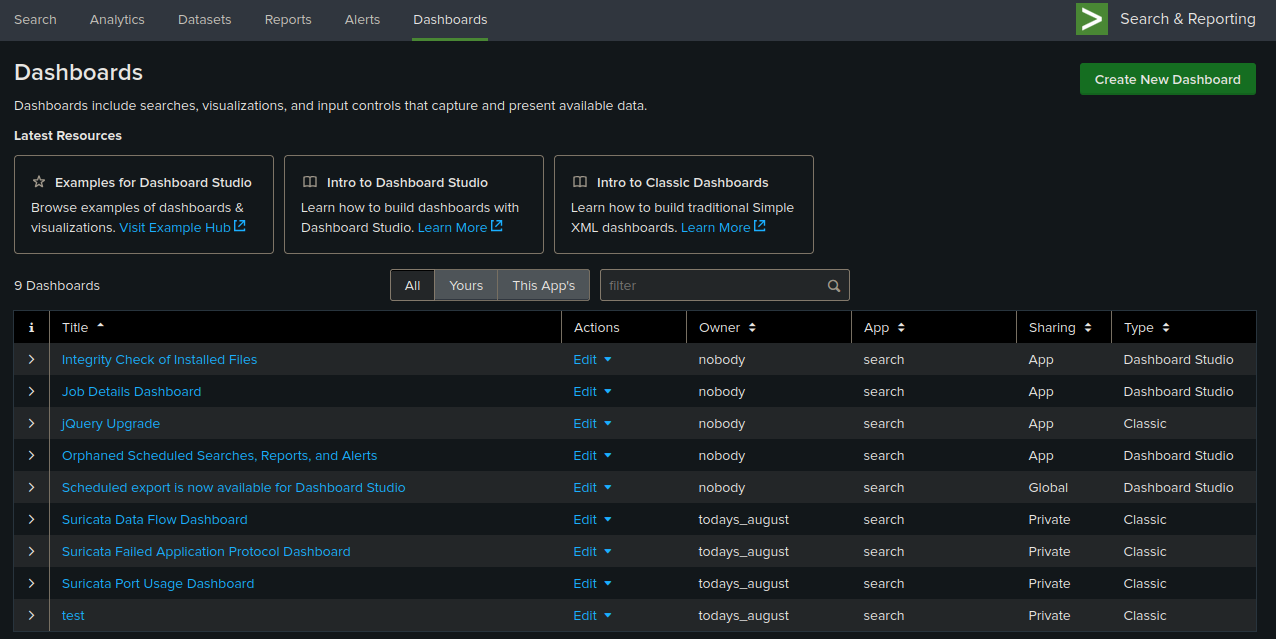 Search Analytics Datasets Reports Alerts Dashboards Search & Reporting
Dashboards
Create New Dashboard
Dashboards include searches, visualizations, and input controls that capture and present available data.
Latest Resources
Examples for Dashboard Studio
Browse examples of dashboards &
visualizations. Visit Example Hub
Intro to Dashboard Studio
Learn how to build dashboards with
Dashboard Studio. Learn More
Intro to Classic Dashboards
Learn how to build traditional Simple
XML dashboards. Learn More
9 Dashboards All Yours This App's filter
i Title Actions Owner App Sharing Type
Integrity Check of Installed Files Edit nobody search App Dashboard Studio
Job Details Dashboard Edit nobody search App Dashboard Studio
jQuery Upgrade Edit nobody search App Classic
Orphaned Scheduled Searches, Reports, and Alerts Edit nobody search App Dashboard Studio
Scheduled export is now available for Dashboard Studio Edit nobody search Global Dashboard Studio
Suricata Data Flow Dashboard Edit todays_august search Private Classic
Suricata Failed Application Protocol Dashboard Edit todays_august search Private Classic
Suricata Port Usage Dashboard Edit todays_august search Private Classic
test Edit todays_august search Private Classic